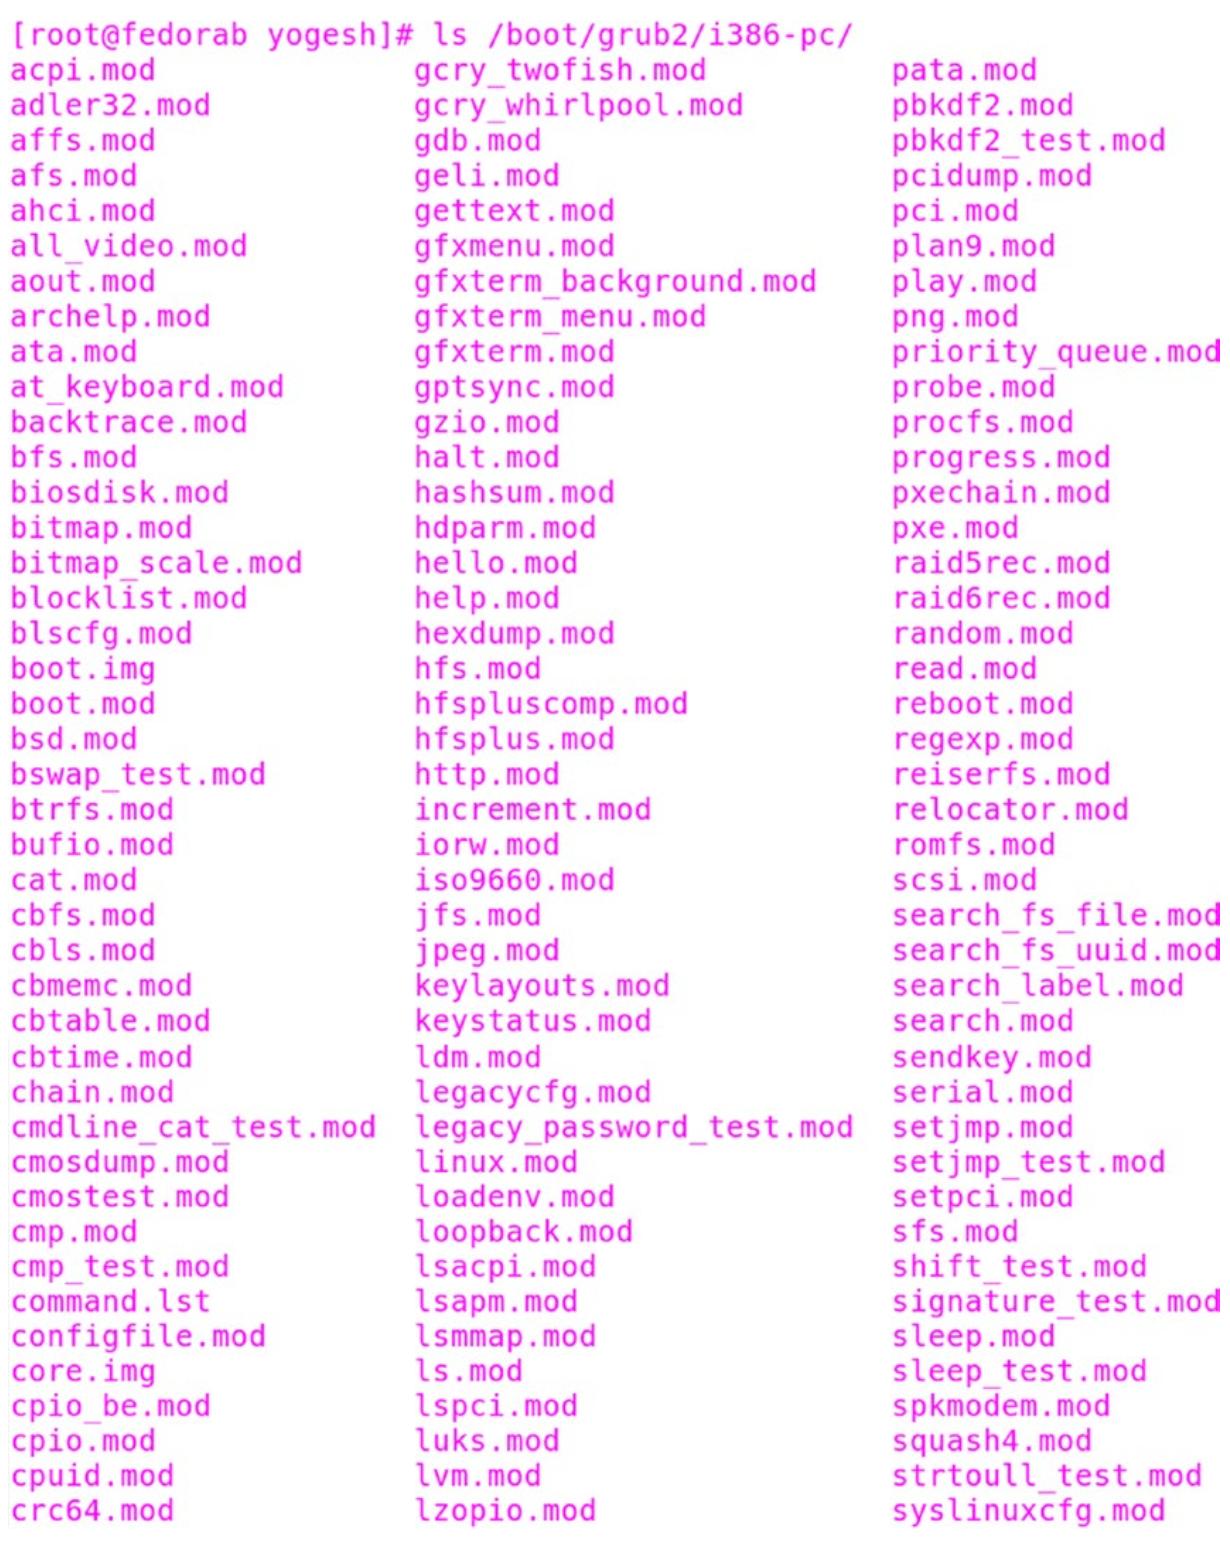 [root@fedorab yogesh]# ls /boot/grub2/i386-pc/
acpi.mod gcry_twofish.mod pata.mod
adler32.mod gcry_whirlpool.mod pbkdf2.mod
affs.mod gdb.mod pbkdf2_test.mod
afs.mod geli.mod pcidump.mod
ahci.mod gettext.mod pci.mod
all_video.mod gfxmenu.mod plan9.mod
aout.mod gfxterm_background.mod play.mod
archelp.mod gfxterm_menu.mod png.mod
ata.mod gfxterm.mod priority_queue.mod
at_keyboard.mod gptsync.mod probe.mod
backtrace.mod gzio.mod procfs.mod
bfs.mod halt.mod progress.mod
biosdisk.mod hashsum.mod pxechain.mod
bitmap.mod hdparm.mod pxe.mod
bitmap_scale.mod hello.mod raid5rec.mod
blocklist.mod help.mod raid6rec.mod
blscfg.mod hexdump.mod random.mod
boot.img hfs.mod read.mod
boot.mod hfspluscomp.mod reboot.mod
bsd.mod hfsplus.mod regexp.mod
bswap_test.mod http.mod reiserfs.mod
btrfs.mod increment.mod relocator.mod
bufio.mod iorw.mod romfs.mod
cat.mod iso9660.mod scsi.mod
cbfs.mod jfs.mod search_fs_file.mod
cbls.mod jpeg.mod search_fs_uuid.mod
cbmemc.mod keylayouts.mod search_label.mod
cbtable.mod keystatus.mod search.mod
cbtime.mod ldm.mod sendkey.mod
chain.mod legacycfg.mod serial.mod
cmdline_cat_test.mod legacy_password_test.mod setjmp.mod
cmosdump.mod linux.mod setjmp_test.mod
cmostest.mod loadenv.mod setpci.mod
cmp.mod loopback.mod sfs.mod
cmp_test.mod lsacpi.mod shift_test.mod
command.lst lsapm.mod signature_test.mod
configfile.mod lsmmap.mod sleep.mod
core.img ls.mod sleep_test.mod
cpio_be.mod lspci.mod spkmodem.mod
cpio.mod luks.mod squash4.mod
cpuid.mod lvm.mod strtoull_test.mod
crc64.mod lzopio.mod syslinuxcfg.mod